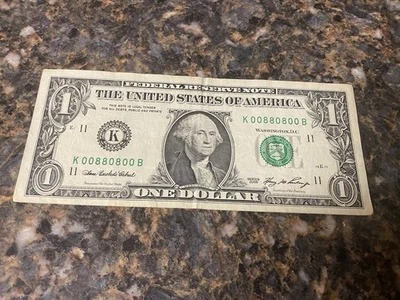 FEDERAL RESERVE NOTE
THE UNITED STATES OF AMERICA
1
1
THIS NOTE IS LEGAL TENDER
FOR ALL DEBTS, PUBLIC AND PRIVATE
K 00880800 B
WASHINGTON, D.C.
11
K
11
K 00880800 B
11
11
SERIES
1
ONE DOLLAR
1